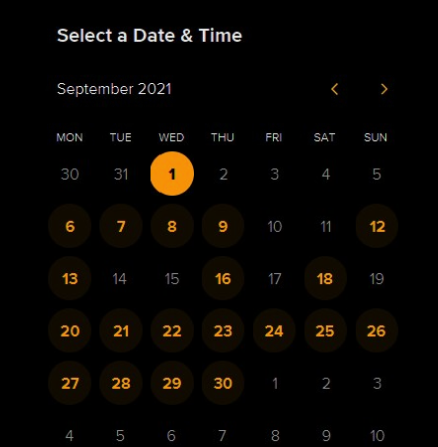 Select a Date & Time
September 2021
MON TUE WED THU FRI SAT SUN
30 31 1 2 3 4 5
6 7 8 9 10 11 12
13 14 15 16 17 18 19
20 21 22 23 24 25 26
27 28 29 30 1 2 3
4 5 6 7 8 9 10